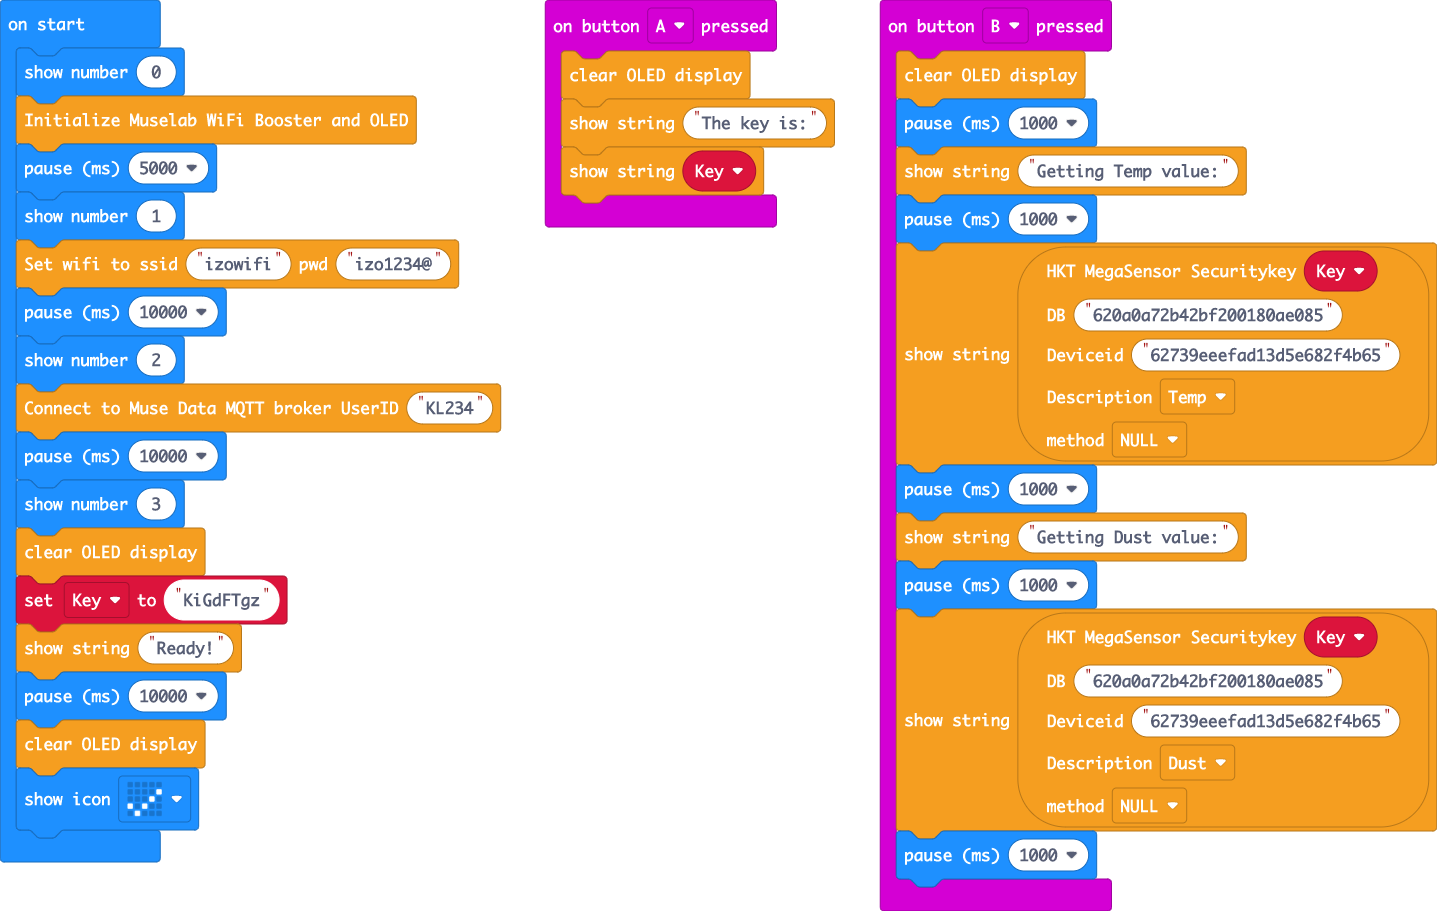 on start
show number 0
Initialize Muselab WiFi Booster and OLED
pause (ms) 5000
show number 1
Set wifi to ssid "izowifi" pwd "izo1234@"
pause (ms) 10000
show number 2
Connect to Muse Data MQTT broker UserID "KL234"
pause (ms) 10000
show number 3
clear OLED display
set Key to "KiGdFTgz"
show string "Ready!"
pause (ms) 10000
clear OLED display
show icon
on button A pressed
clear OLED display
show string "The key is:"
show string Key
on button B pressed
clear OLED display
pause (ms) 1000
show string "Getting Temp value:"
pause (ms) 1000
show string
HKT MegaSensor Securitykey Key
DB "620a0a72b42bf200180ae085"
Deviceid "62739eeefad13d5e682f4b65"
Description Temp
method NULL
pause (ms) 1000
show string "Getting Dust value:"
pause (ms) 1000
show string
HKT MegaSensor Securitykey Key
DB "620a0a72b42bf200180ae085"
Deviceid "62739eeefad13d5e682f4b65"
Description Dust
method NULL
pause (ms) 1000